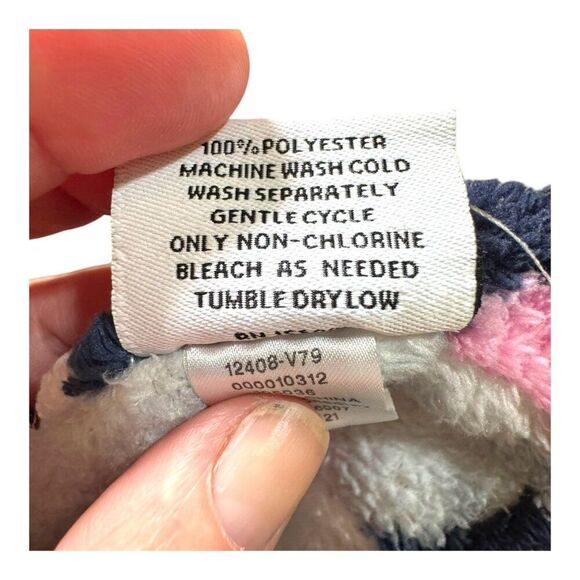 100% POLYESTER
MACHINE WASH COLD
WASH SEPARATELY
GENTLE CYCLE
ONLY NON-CHLORINE
BLEACH AS NEEDED
TUMBLE DRY LOW
12408-V79
000010312
21